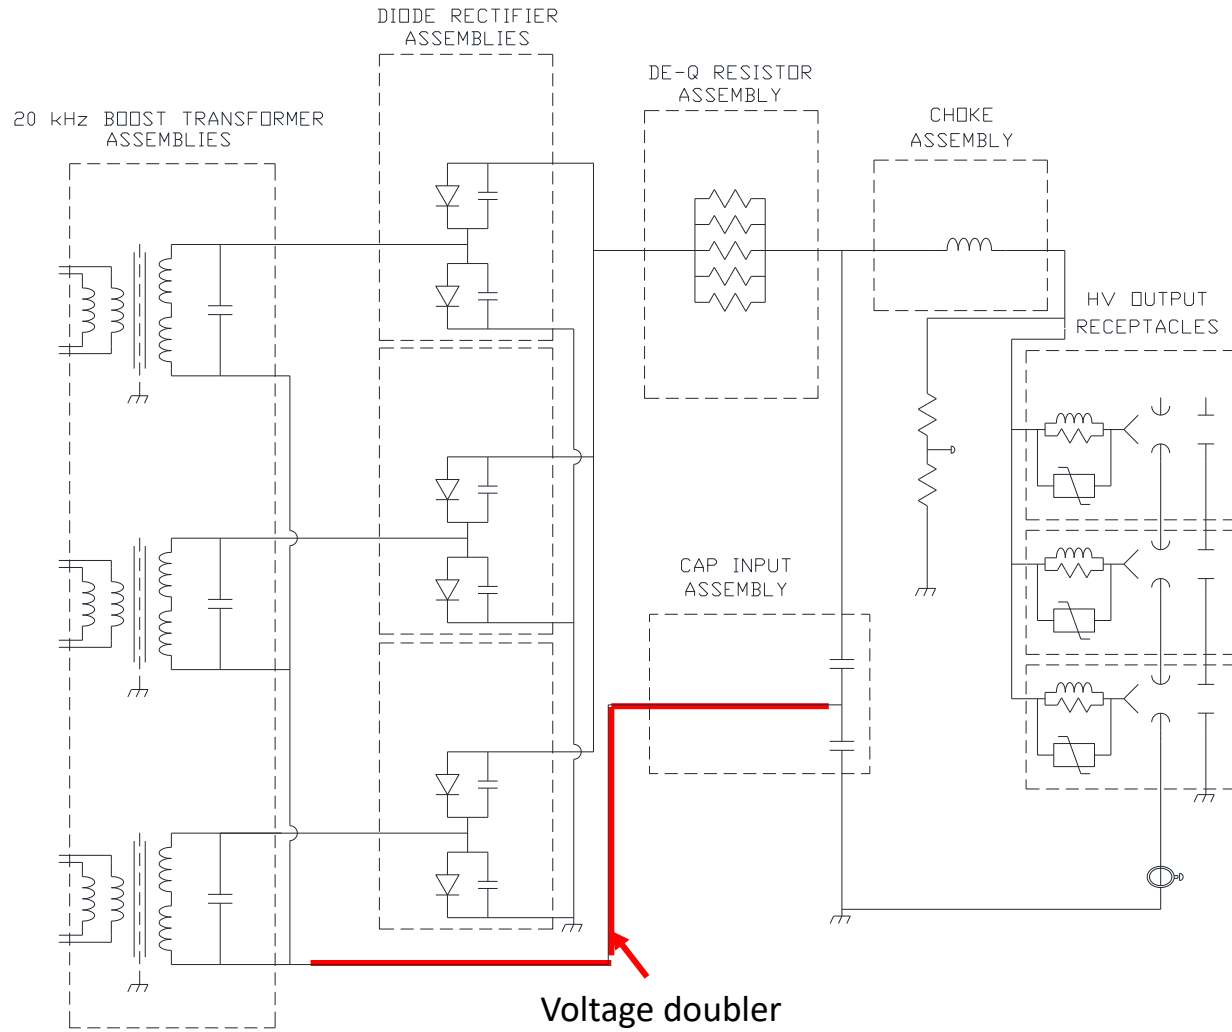 DIODE RECTIFIER
ASSEMBLIES
DE-Q RESISTOR
ASSEMBLY
20 kHz BOOST TRANSFORMER
ASSEMBLIES
CHOKE
ASSEMBLY
HV OUTPUT
RECEPTACLES
CAP INPUT
ASSEMBLY
Voltage doubler